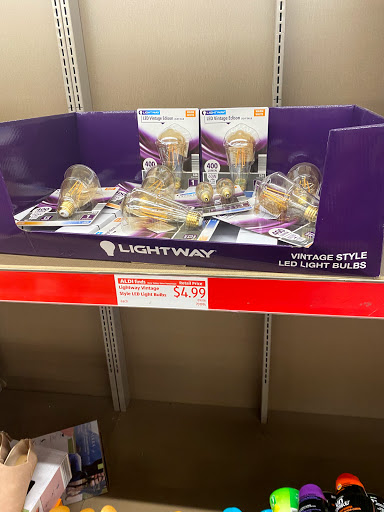 LIGHTWAY
LED Vintage Edison
400
LIGHTWAY
LED Vintage Edison
400
LIGHTWAY
VINTAGE STYLE
LED LIGHT BULBS
ALDI finds
Retail Price
Lightway Vintage
Style LED Light Bulbs
$4.99